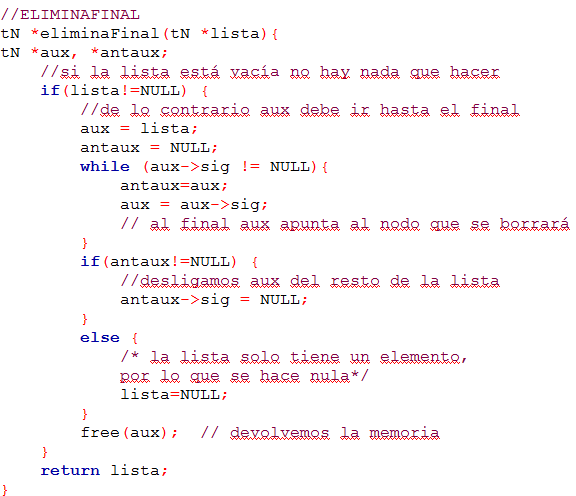 //ELIMINAFINAL
tN *eliminaFinal(tN *lista){
tN *aux, *antaux;
    //si la lista está vacía no hay nada que hacer
    if(lista!=NULL) {
        //de lo contrario aux debe ir hasta el final
        aux = lista;
        antaux = NULL;
        while (aux->sig != NULL){
            antaux=aux;
            aux = aux->sig;
            // al final aux apunta al nodo que se borrará
        }
        if(antaux!=NULL) {
            //desligamos aux del resto de la lista
            antaux->sig = NULL;
        }
        else {
            /* la lista solo tiene un elemento,
            por lo que se hace nula*/
            lista=NULL;
        }
        free(aux);  // devolvemos la memoria
    }
    return lista;
}